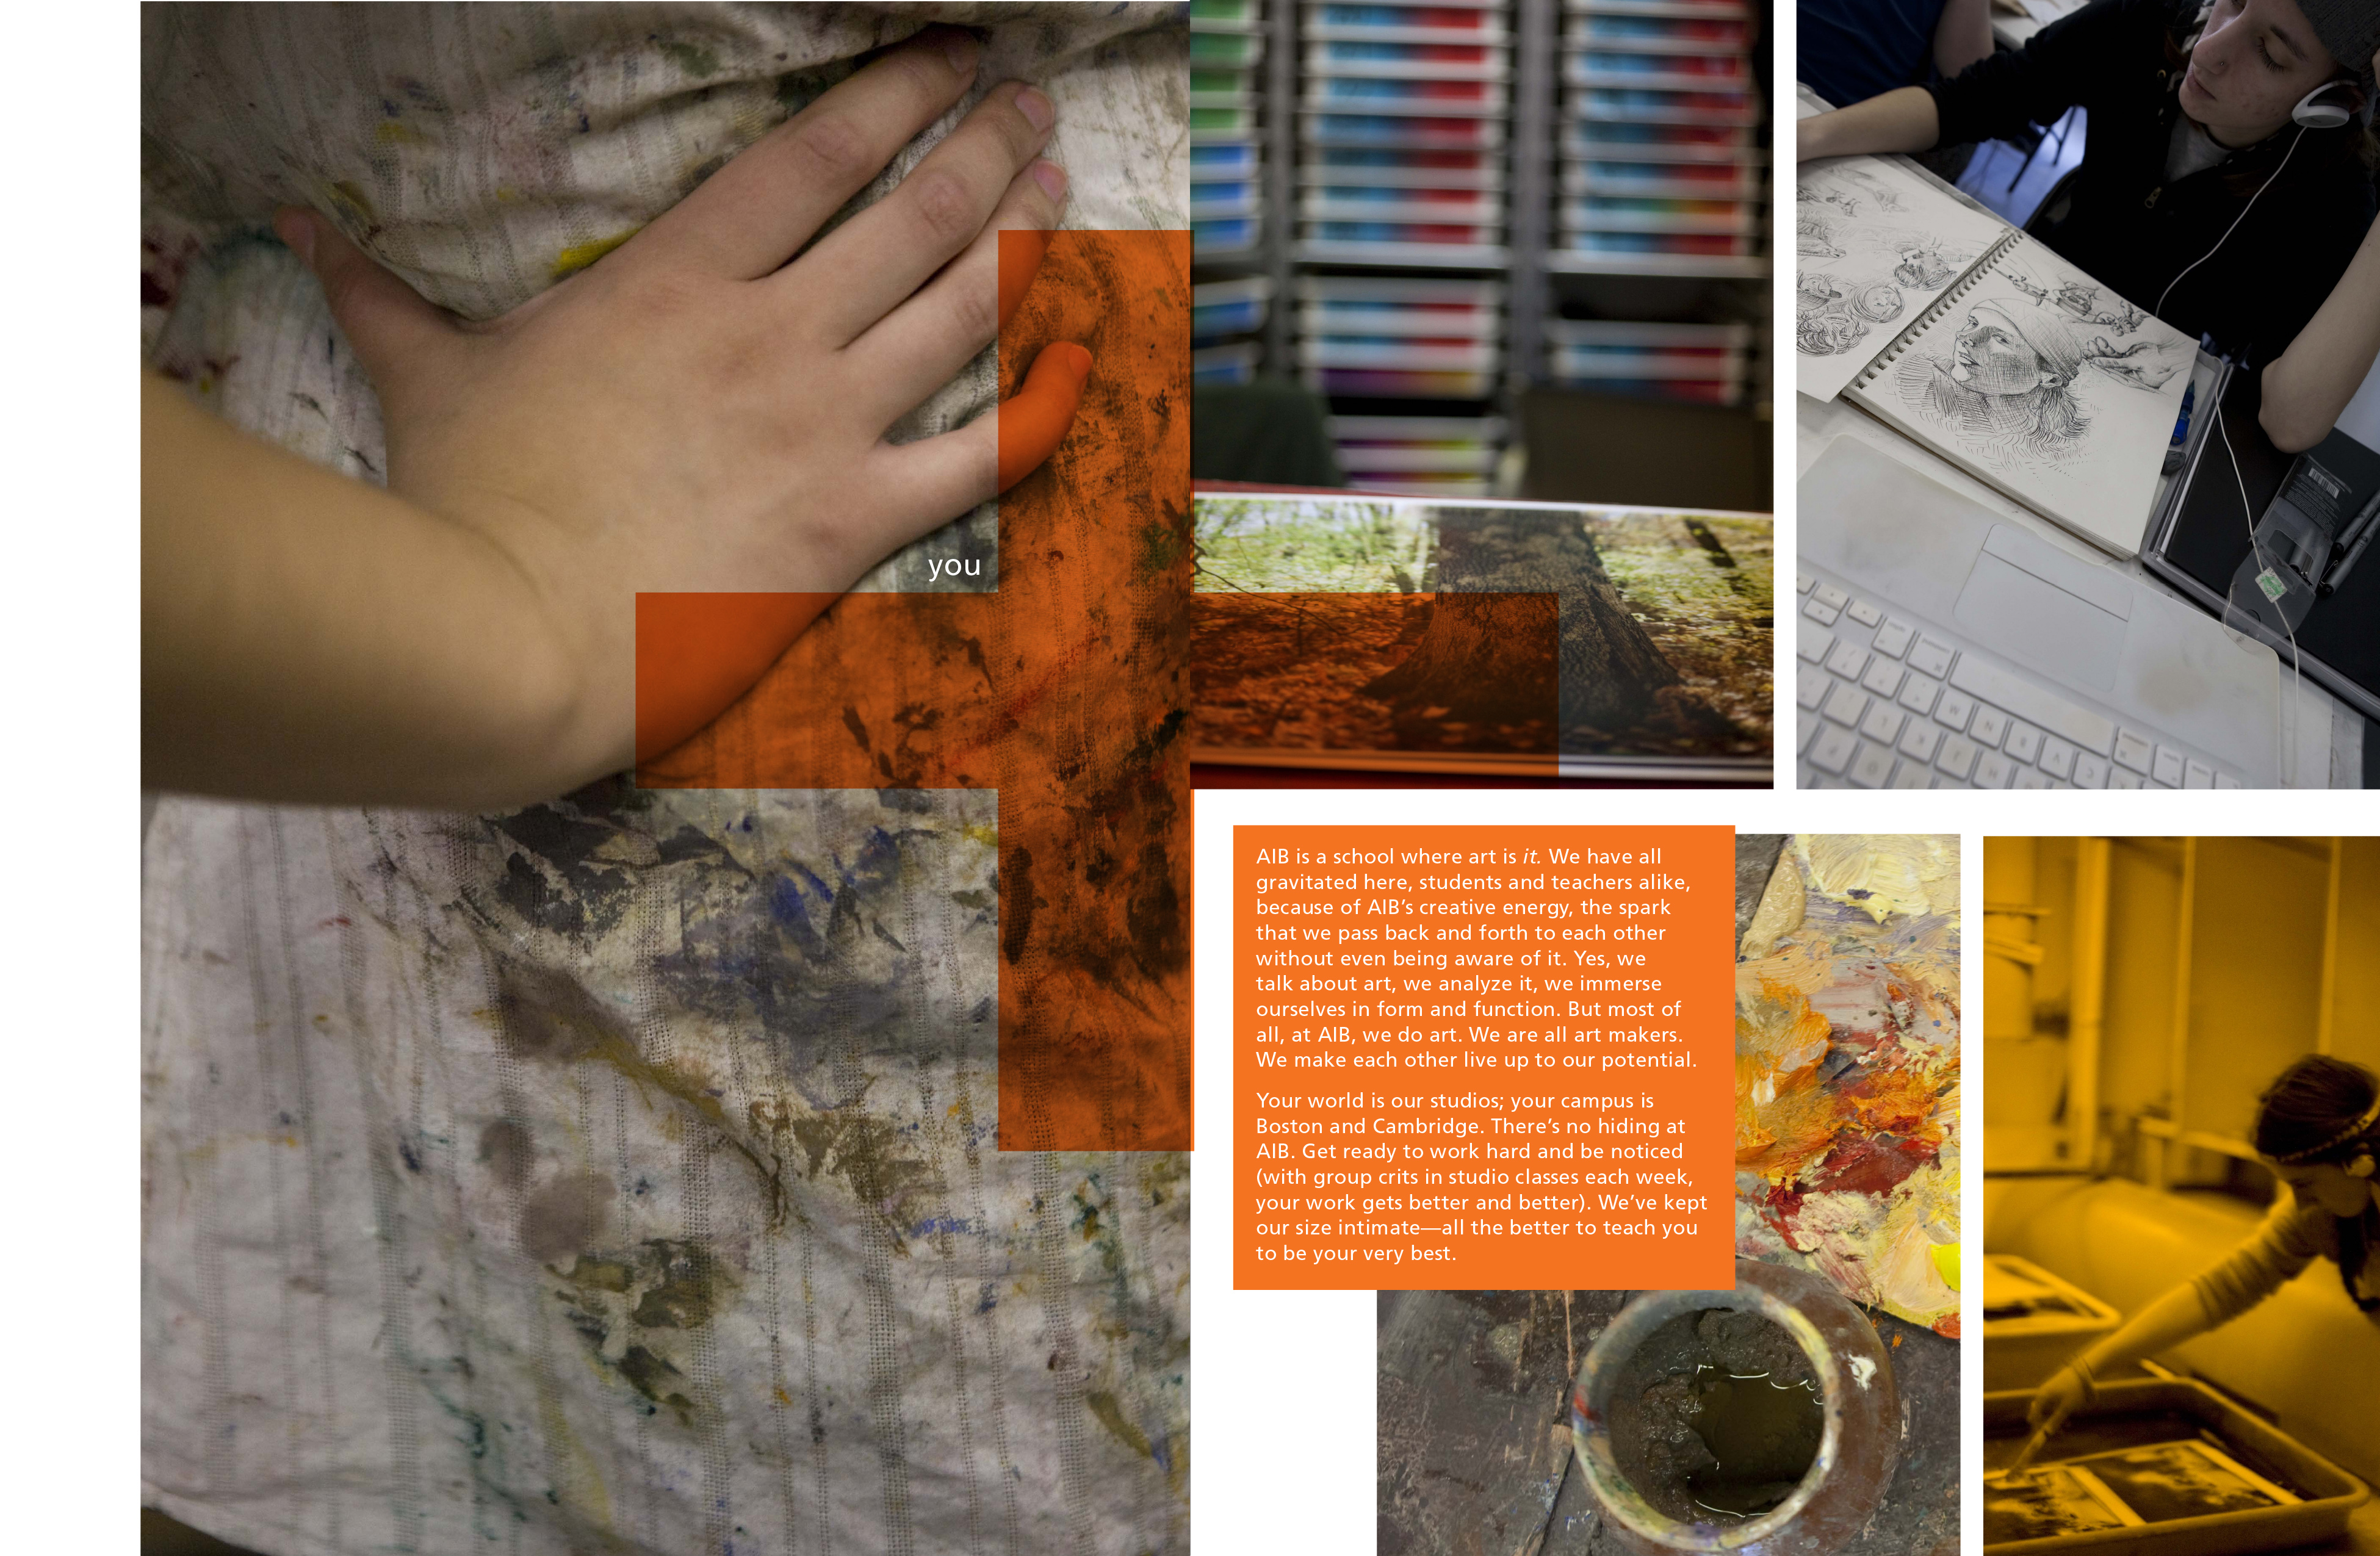 you
AIB is a school where art is it. We have all
gravitated here, students and teachers alike,
because of AIB’s creative energy, the spark
that we pass back and forth to each other
without even being aware of it. Yes, we
talk about art, we analyze it, we immerse
ourselves in form and function. But most of
all, at AIB, we do art. We are all art makers.
We make each other live up to our potential.
Your world is our studios; your campus is
Boston and Cambridge. There’s no hiding at
AIB. Get ready to work hard and be noticed
(with group crits in studio classes each week,
your work gets better and better). We’ve kept
our size intimate—all the better to teach you
to be your very best.